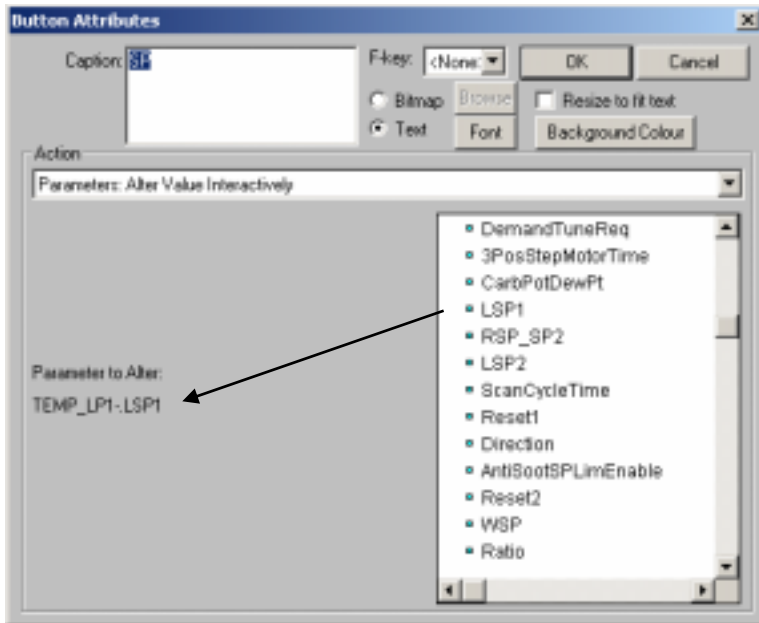 Button Attributes
Caption: SP
F-key: <None>
OK
Cancel
Bitmap
Browse
Resize to fit text
Text
Font
Background Colour
Action
Parameters: Alter Value Interactively
DemandTuneReq
3PosStepMotorTime
CarbPotDewPt
LSP1
RSP_SP2
LSP2
ScanCycleTime
Reset1
Direction
AntiSootSPLimEnable
Reset2
WSP
Ratio
Parameter to Alter:
TEMP_LP1-.LSP1